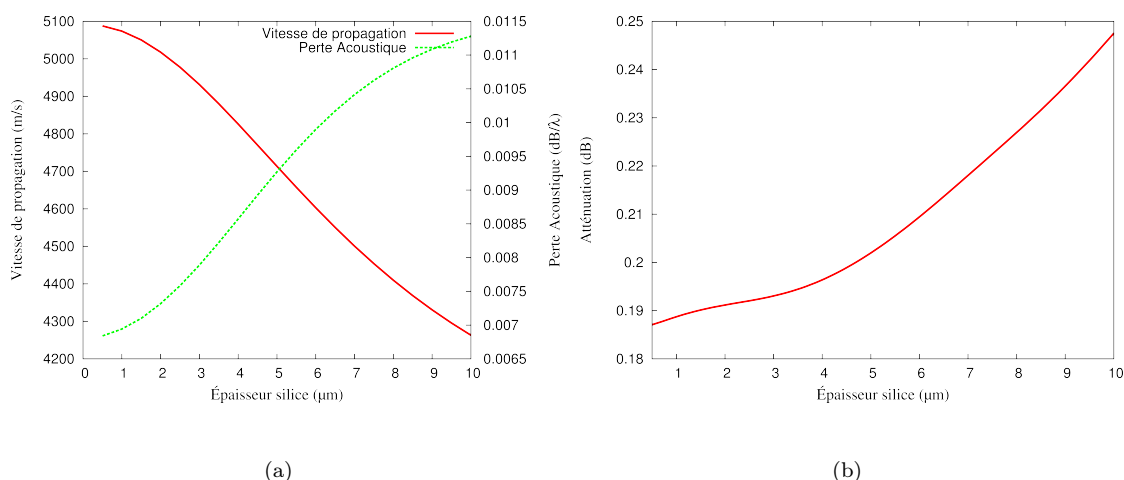 5100
5000
4900
4800
4700
4600
4500
4400
4300
4200
Vitesse de propagation (m/s)
0 1 2 3 4 5 6 7 8 9 10
Épaisseur silice (µm)
Vitesse de propagation
Perte Acoustique
0.0115
0.011
0.0105
0.01
0.0095
0.009
0.0085
0.008
0.0075
0.007
0.0065
Perte Acoustique (dB/λ)
(a)
0.25
0.24
0.23
0.22
0.21
0.2
0.19
0.18
Atténuation (dB)
1 2 3 4 5 6 7 8 9 10
Épaisseur silice (µm)
(b)